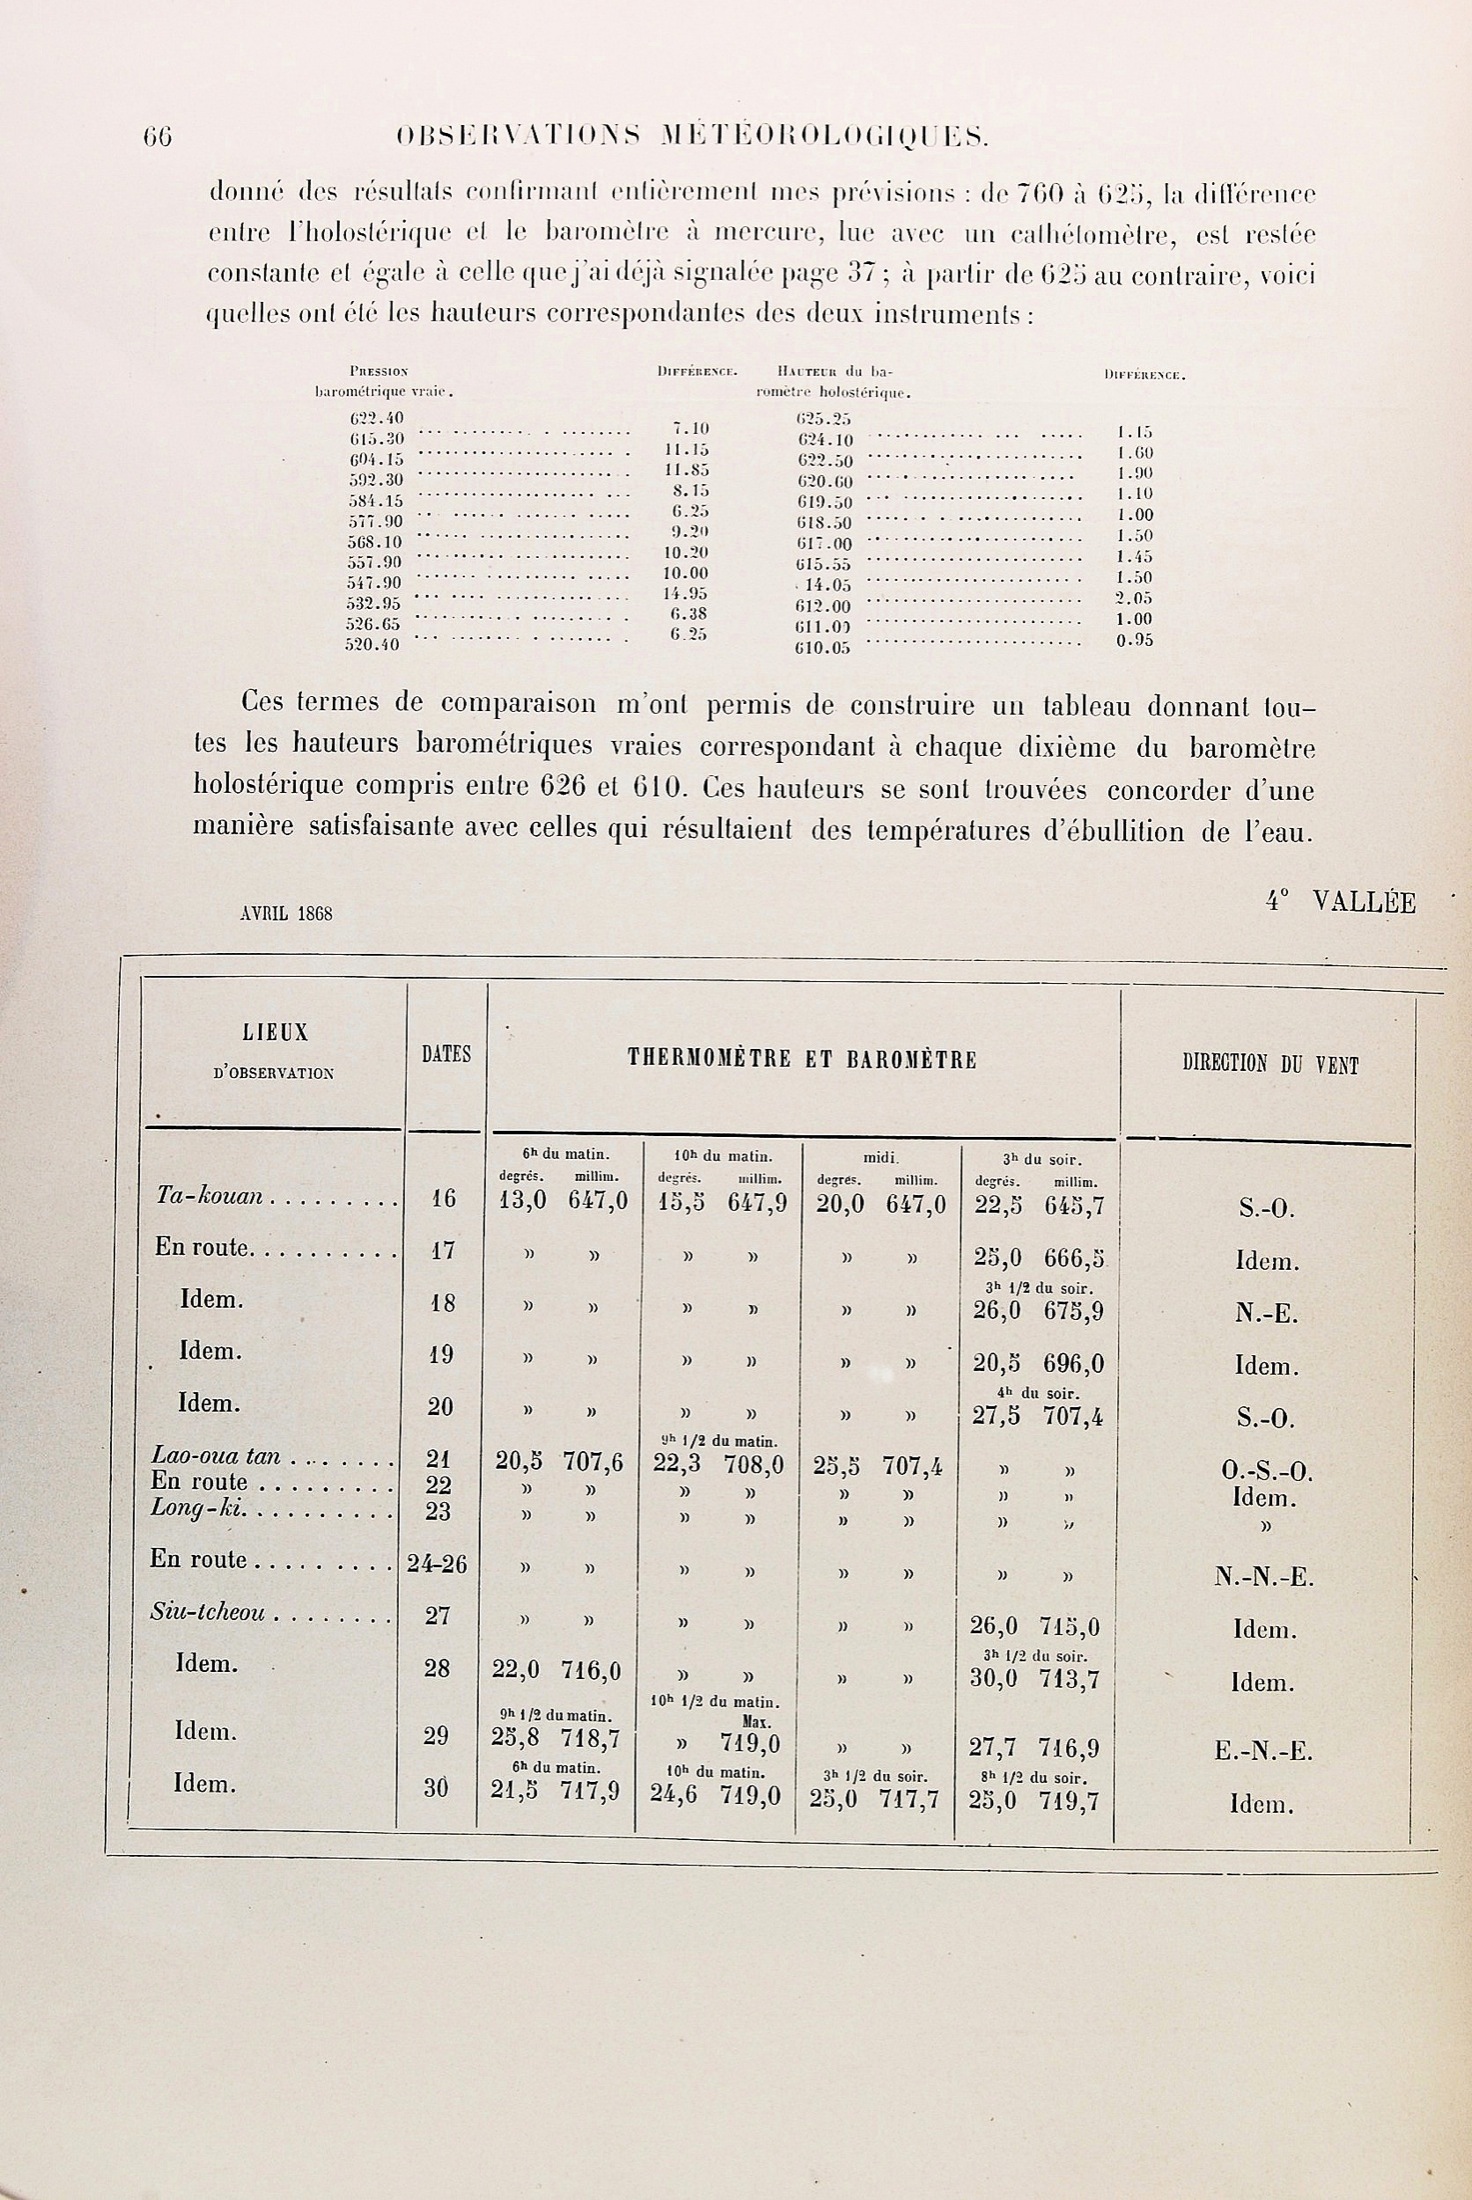 66 OBSERVATIONS MÉTÉOROLOGIQUES.
donné des résultats confirmant entièrement mes prévisions : de 760 à 625, la différence
entre l'holostérique et le baromètre à mercure, lue avec un cathétomètre, est restée
constante et égale à celle que j'ai déjà signalée page 37 ; à partir de 625 au contraire, voici
quelles ont été les hauteurs correspondantes des deux instruments :
PRESSION DIFFÉRENCE. HAUTEUR du ba- DIFFÉRENCE.
barométrique vraie. romètre holostérique.
622.40 625.25
7.10 1.15
615.30 624.10
11.15 1.60
604.15 622.50
11.85 1.90
592.30 620.60
8.15 1.10
584.15 619.50
6.25 1.00
577.90 618.50
9.20 1.50
568.10 617.00
10.20 1.45
557.90 615.55
10.00 1.50
547.90 14.05
14.95 2.05
532.95 612.00
6.38 1.00
526.65 611.00
6.25 0.95
520.40 610.05
Ces termes de comparaison m'ont permis de construire un tableau donnant tou-
tes les hauteurs barométriques vraies correspondant à chaque dixième du baromètre
holostérique compris entre 626 et 610. Ces hauteurs se sont trouvées concorder d'une
manière satisfaisante avec celles qui résultaient des températures d'ébullition de l'eau.
AVRIL 1868 4° VALLÉE
LIEUX
D'OBSERVATION DATES THERMOMÈTRE ET BAROMÈTRE DIRECTION DU VENT
6h du matin. 10h du matin. midi. 3h du soir.
degrés. millim. degrés. millim. degrés. millim. degrés. millim.
Ta-kouan . . . . . . . . . 16 13,0 647,0 15,5 647,9 20,0 647,0 22,5 645,7 S.-O.
En route. . . . . . . . . . 17 » » » » » » 25,0 666,5 Idem.
3h 1/2 du soir.
Idem. 18 » » » » » » 26,0 675,9 N.-E.
Idem. 19 » » » » » » 20,5 696,0 Idem.
4h du soir.
Idem. 20 » » » » » » 27,5 707,4 S.-O.
9h 1/2 du matin.
Lao-oua tan . . . . . . . 21 20,5 707,6 22,3 708,0 25,5 707,4 » » O.-S.-O.
En route . . . . . . . . . 22 » » » » » » » » Idem.
Long-ki. . . . . . . . . . 23 » » » » » » » » »
En route . . . . . . . . . 24-26 » » » » » » » » N.-N.-E.
Siu-tcheou . . . . . . . . 27 » » » » » » 26,0 715,0 Idem.
3h 1/2 du soir.
Idem. 28 22,0 716,0 » » » » 30,0 713,7 Idem.
9h 1/2 du matin. 10h 1/2 du matin.
Max.
Idem. 29 25,8 718,7 » 719,0 » » 27,7 716,9 E.-N.-E.
6h du matin. 10h du matin. 3h 1/2 du soir. 8h 1/2 du soir.
Idem. 30 21,5 717,9 24,6 719,0 25,0 717,7 25,0 719,7 Idem.